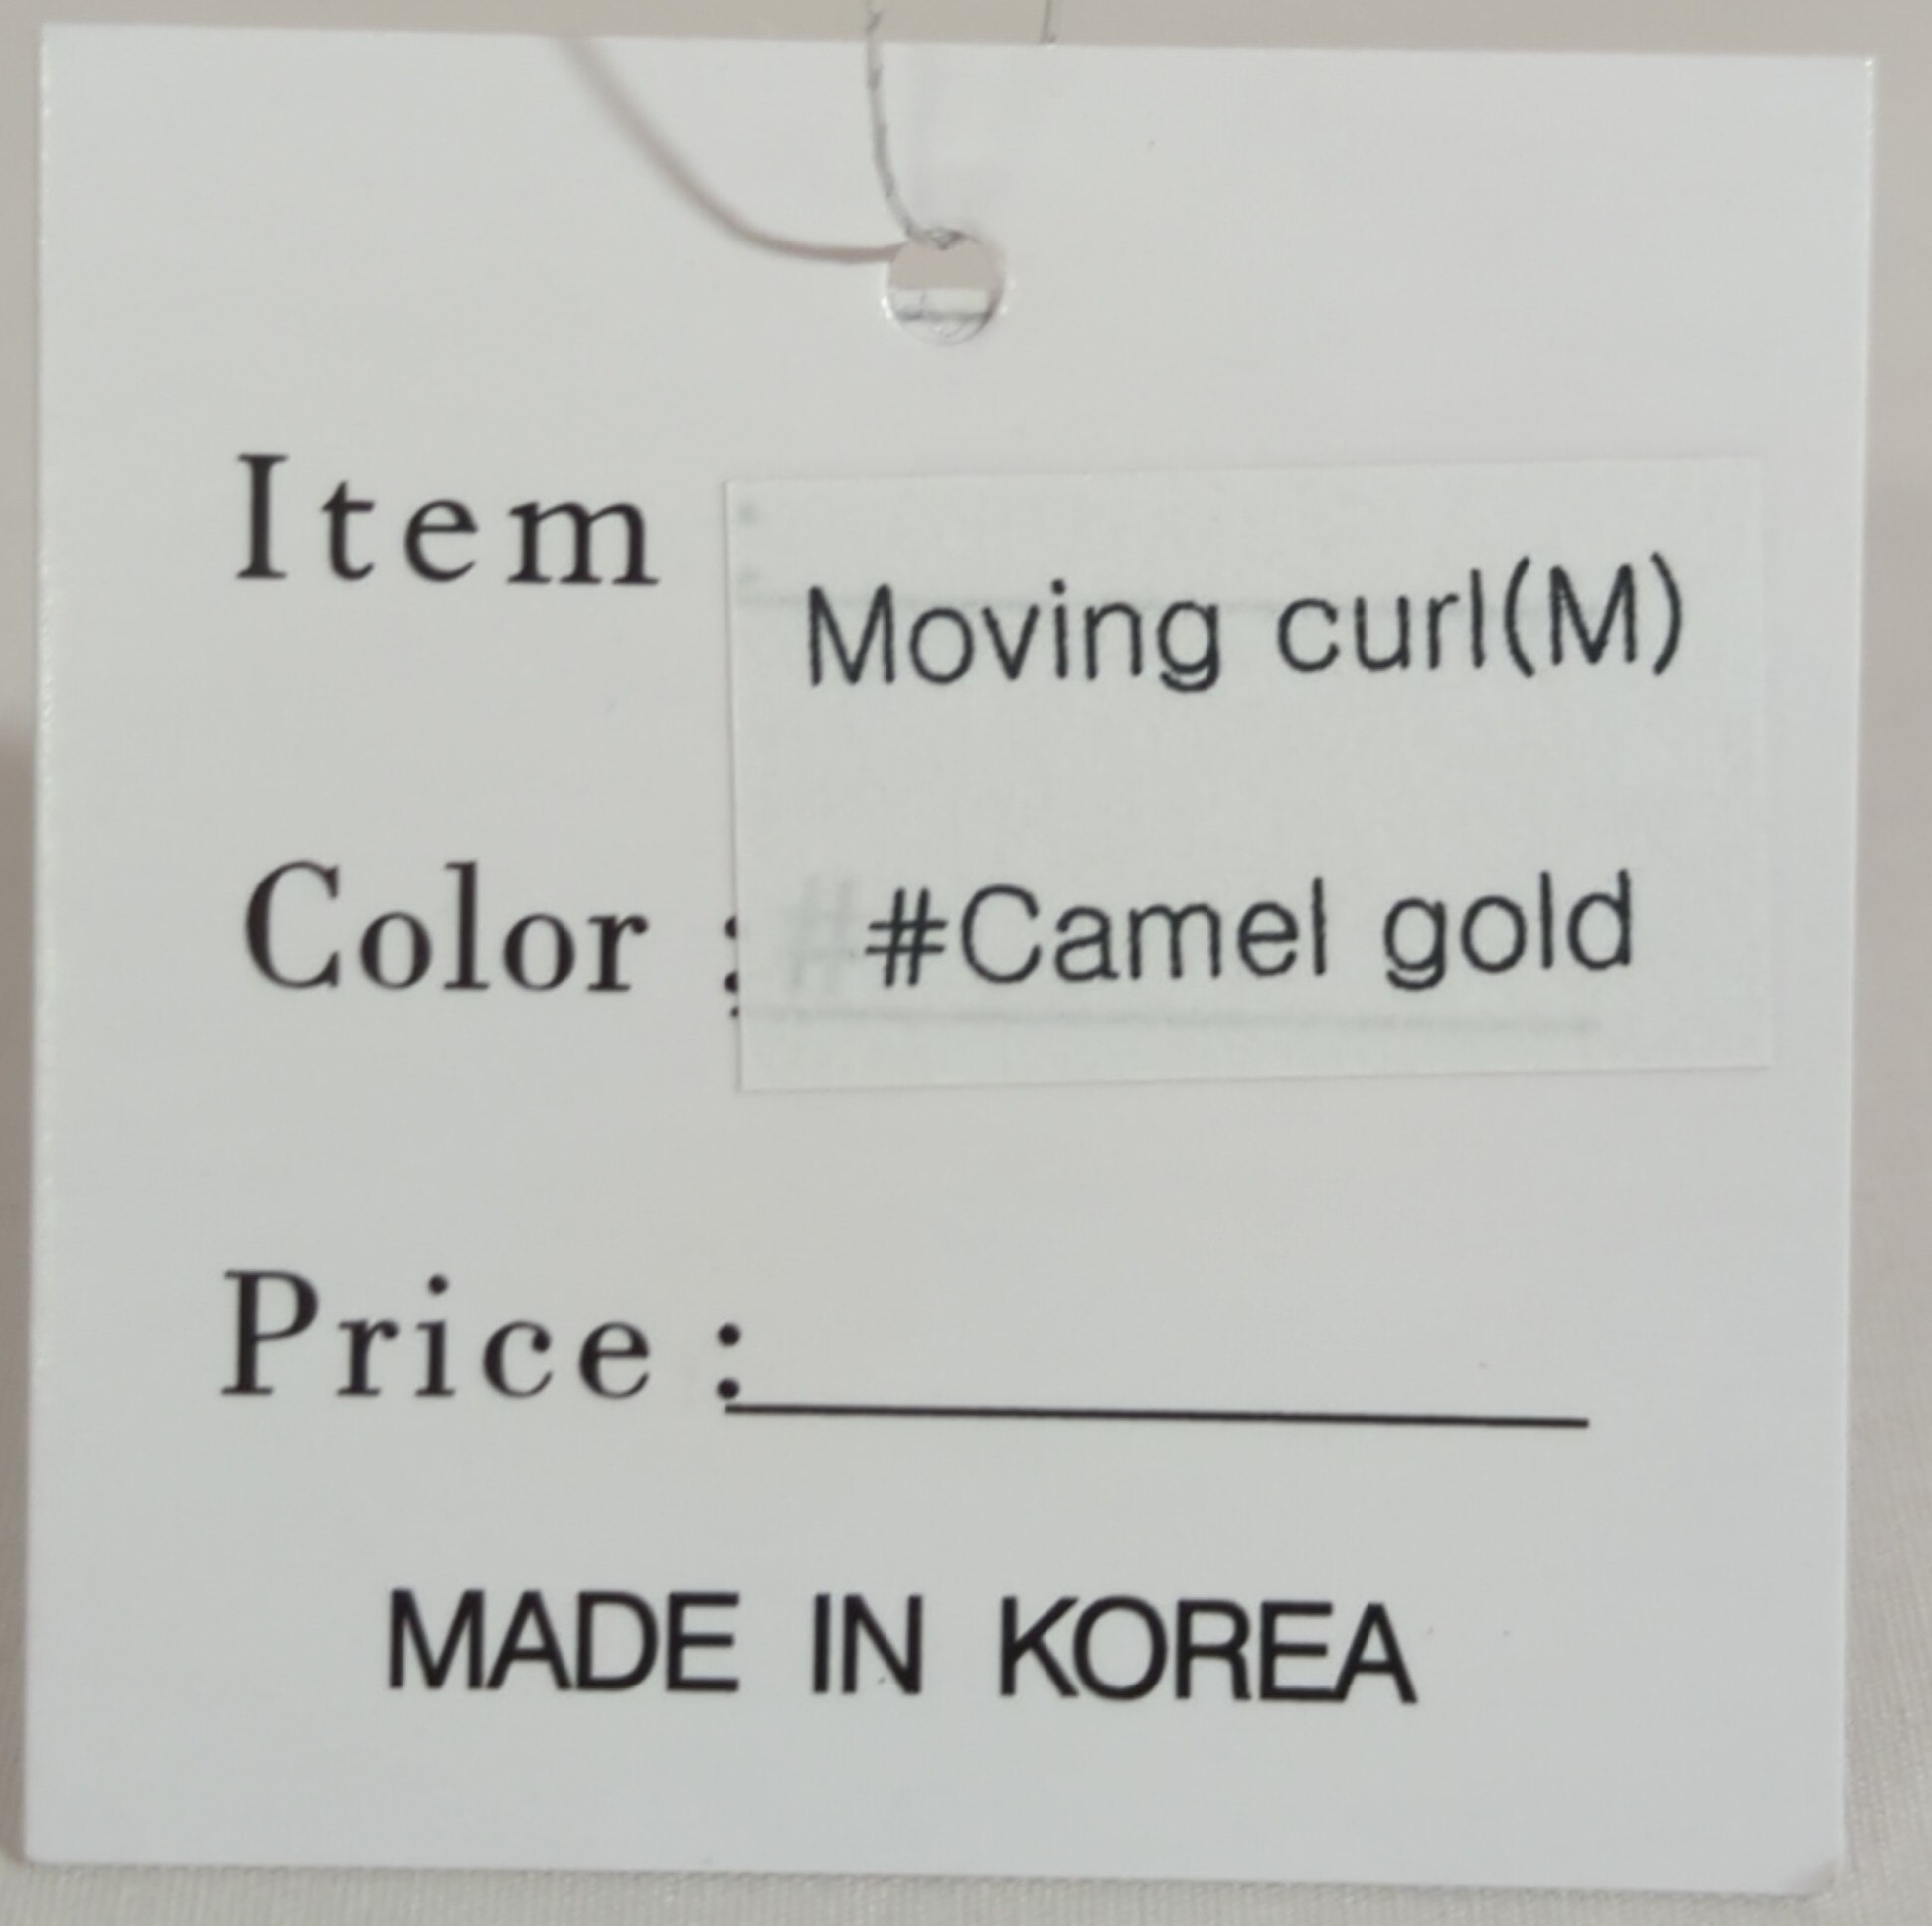 Item Moving curl(M)
Color : #Camel gold
Price :
MADE IN KOREA